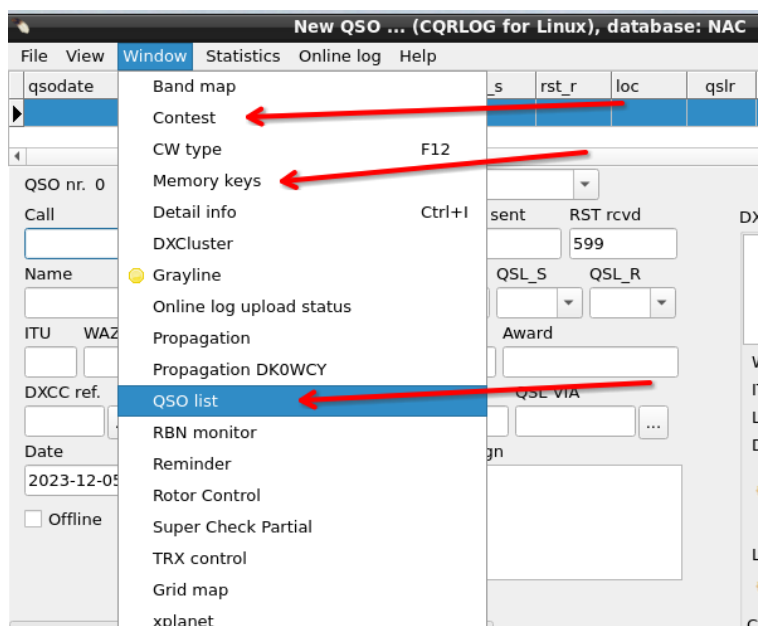 New QSO ... (CQRLOG for Linux), database: NAC
File View Window Statistics Online log Help
qsodate _s rst_r loc qslr
Band map
Contest
CW type F12
Memory keys
QSO nr. 0
Detail info Ctrl+I
Call sent RST rcvd DX
DXCluster
599
Name Grayline QSL_S QSL_R
Online log upload status
ITU WAZ Propagation Award
Propagation DK0WCY
DXCC ref. QSO list QSL VIA
...
RBN monitor
Date
Reminder
2023-12-05
Rotor Control
Offline
Super Check Partial
TRX control
Grid map
xplanet